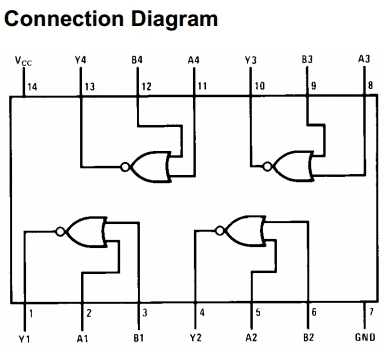 Connection Diagram
VCC Y4 B4 A4 Y3 B3 A3
14 13 12 11 10 9 8
1 2 3 4 5 6 7
Y1 A1 B1 Y2 A2 B2 GND